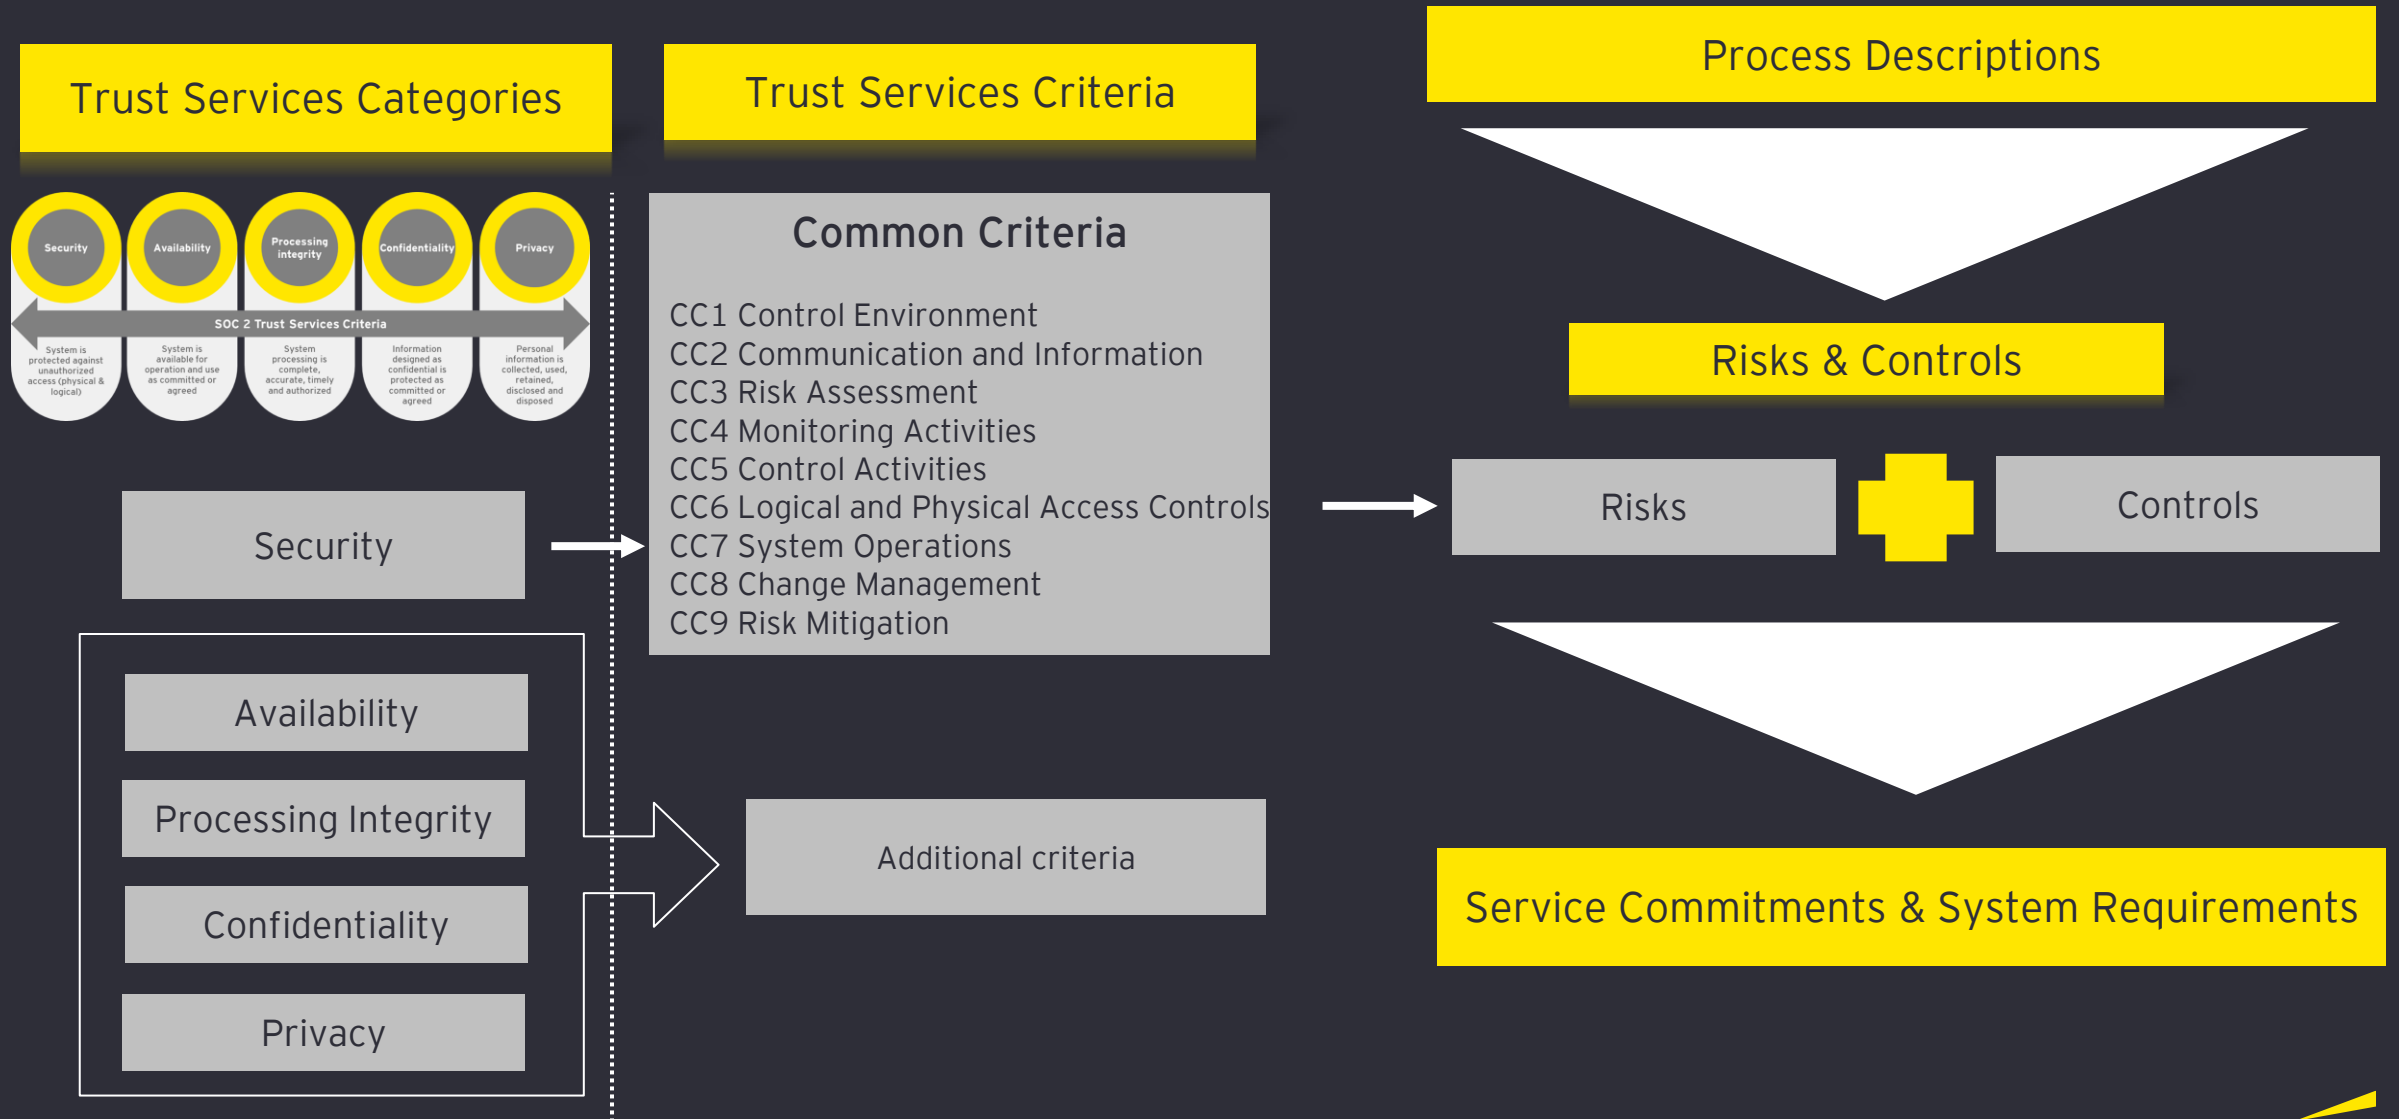 Trust Services Categories
Security
Availability
Processing
integrity
Confidentiality
Privacy
SOC 2 Trust Services Criteria
System is
protected against
unauthorized
access (physical &
logical)
System is
available for
operation and use
as committed or
agreed
System
processing is
complete,
accurate, timely
and authorized
Information
designed as
confidential is
protected as
committed or
agreed
Personal
information is
collected, used,
retained,
disclosed and
disposed
Security
Availability
Processing Integrity
Confidentiality
Privacy
Trust Services Criteria
Common Criteria
CC1 Control Environment
CC2 Communication and Information
CC3 Risk Assessment
CC4 Monitoring Activities
CC5 Control Activities
CC6 Logical and Physical Access Controls
CC7 System Operations
CC8 Change Management
CC9 Risk Mitigation
Additional criteria
Process Descriptions
Risks & Controls
Risks
Controls
Service Commitments & System Requirements